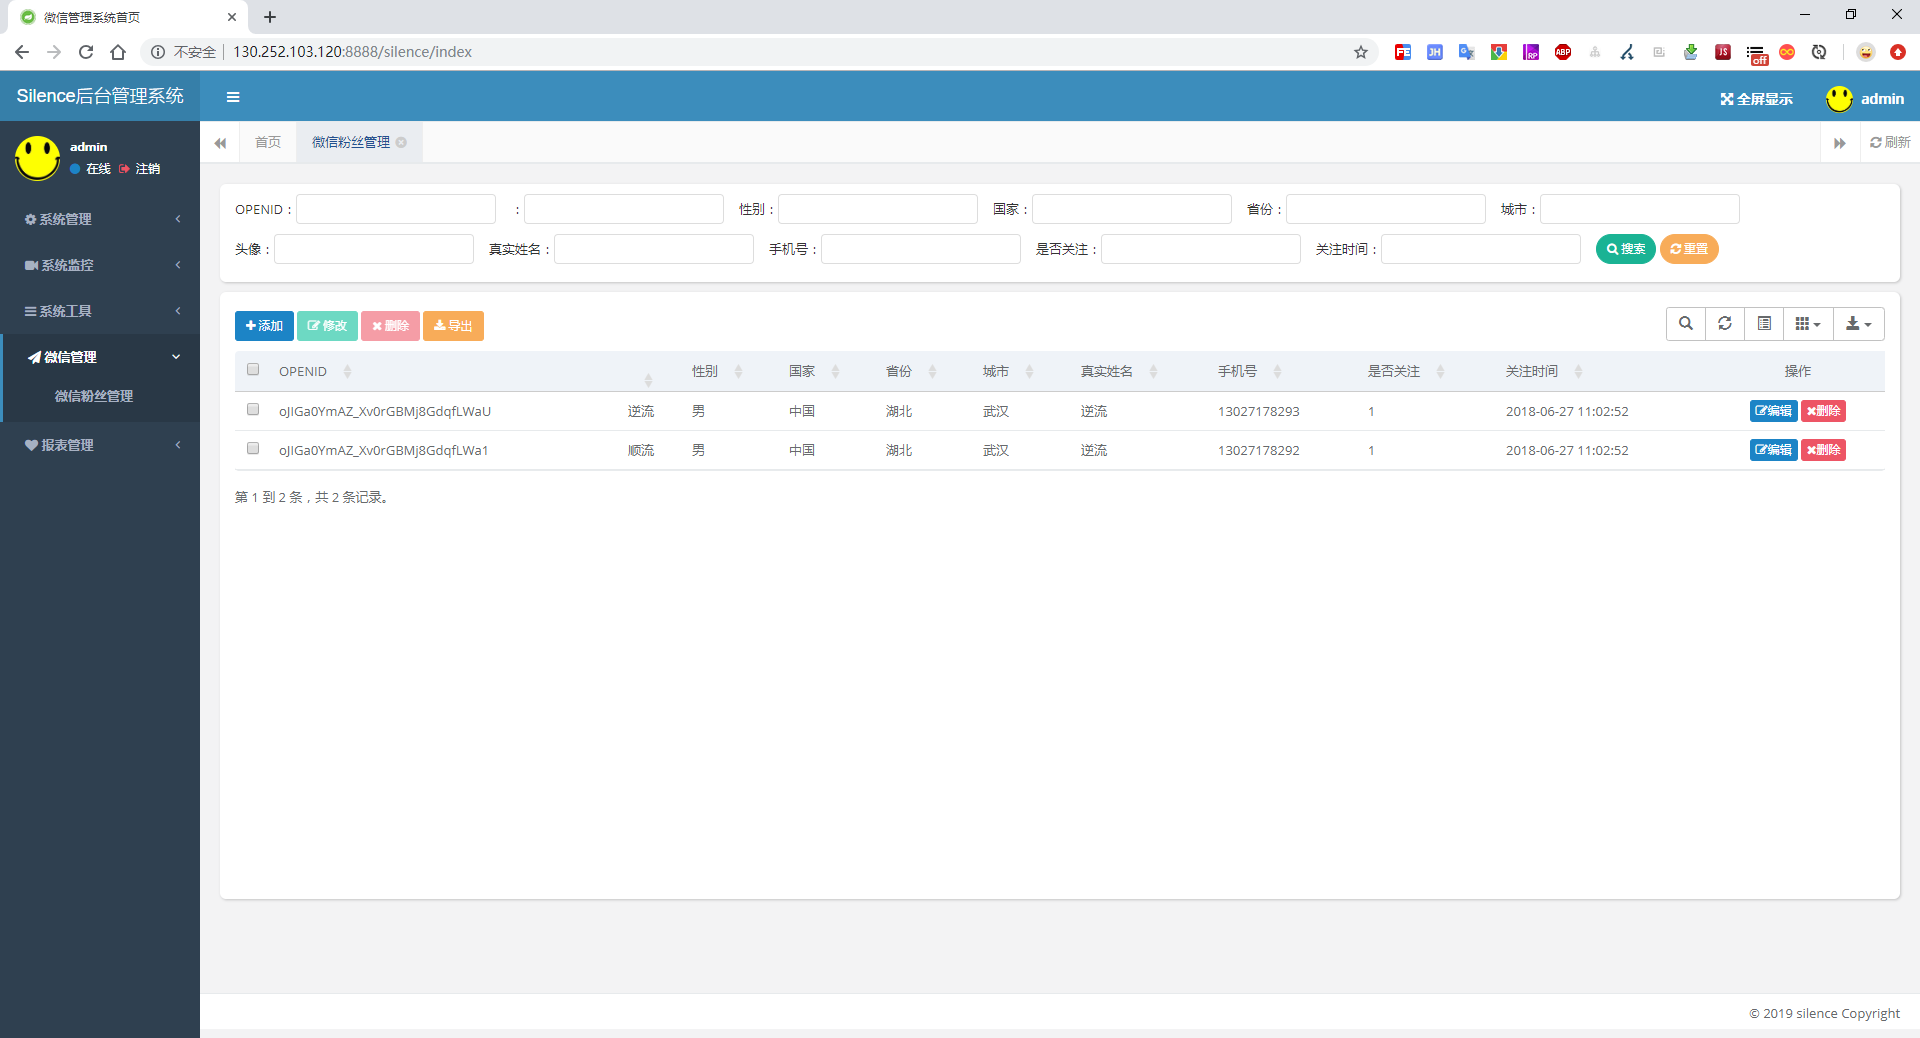 微信管理系统首页
不安全 | 130.252.103.120:8888/silence/index
FE JH RP ABP JS off
Silence后台管理系统
全屏显示 admin
admin
在线 注销
首页 微信粉丝管理 刷新
系统管理
系统监控
系统工具
微信管理
微信粉丝管理
报表管理
OPENID： ： 性别： 国家： 省份： 城市：
头像： 真实姓名： 手机号： 是否关注： 关注时间： 搜索 重置
添加 修改 删除 导出
OPENID 性别 国家 省份 城市 真实姓名 手机号 是否关注 关注时间 操作
oJIGa0YmAZ_Xv0rGBMj8GdqfLWaU 逆流 男 中国 湖北 武汉 逆流 13027178293 1 2018-06-27 11:02:52 编辑 删除
oJIGa0YmAZ_Xv0rGBMj8GdqfLWa1 顺流 男 中国 湖北 武汉 逆流 13027178292 1 2018-06-27 11:02:52 编辑 删除
第 1 到 2 条，共 2 条记录。
© 2019 silence Copyright